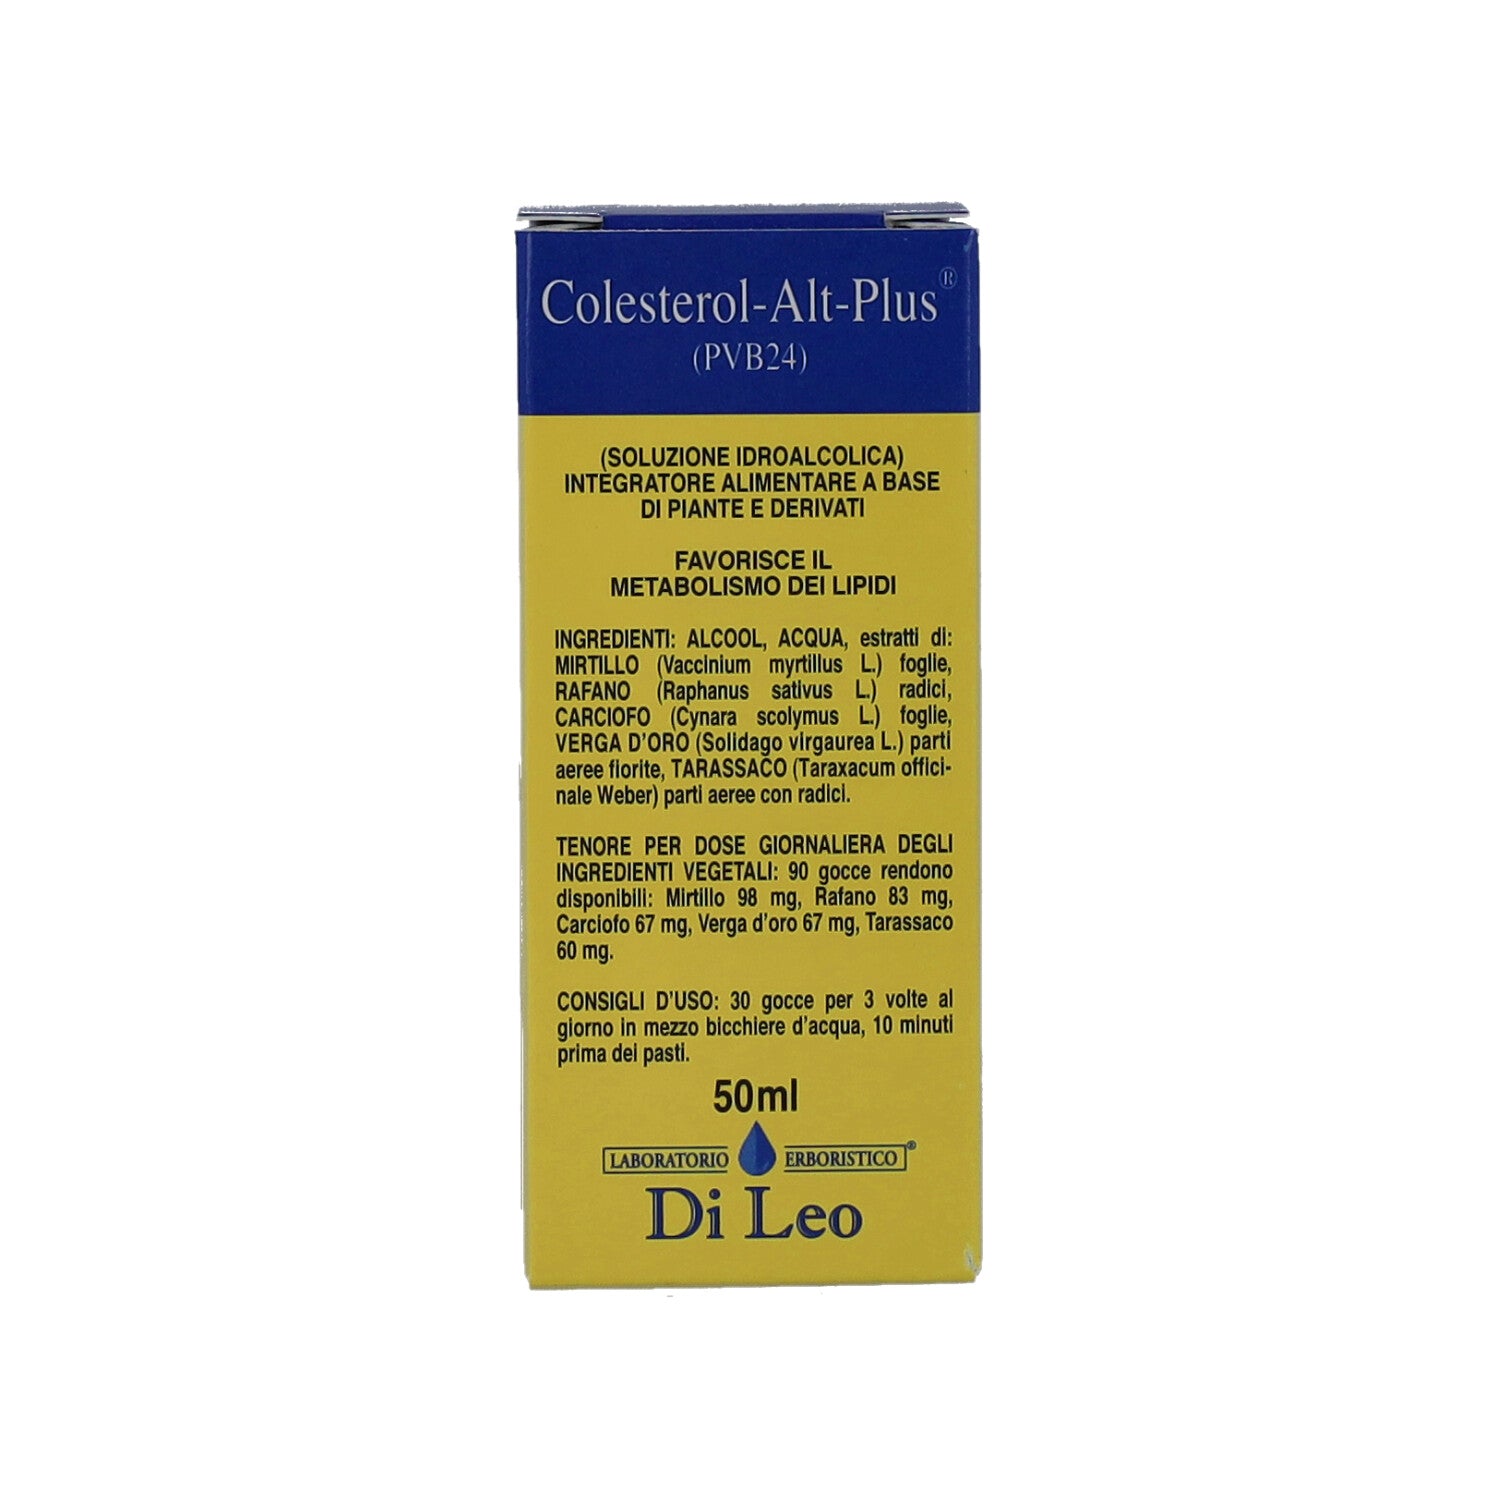 Colesterol-Alt-Plus®
(PVB24)
(SOLUZIONE IDROALCOLICA)
INTEGRATORE ALIMENTARE A BASE
DI PIANTE E DERIVATI
FAVORISCE IL
METABOLISMO DEI LIPIDI
INGREDIENTI: ALCOOL, ACQUA, estratti di:
MIRTILLO (Vaccinium myrtillus L.) foglie,
RAFANO (Raphanus sativus L.) radici,
CARCIOFO (Cynara scolymus L.) foglie,
VERGA D'ORO (Solidago virgaurea L.) parti
aeree fiorite, TARASSACO (Taraxacum offici-
nale Weber) parti aeree con radici.
TENORE PER DOSE GIORNALIERA DEGLI
INGREDIENTI VEGETALI: 90 gocce rendono
disponibili: Mirtillo 98 mg, Rafano 83 mg,
Carciofo 67 mg, Verga d'oro 67 mg, Tarassaco
60 mg.
CONSIGLI D'USO: 30 gocce per 3 volte al
giorno in mezzo bicchiere d'acqua, 10 minuti
prima dei pasti.
50ml
LABORATORIO ERBORISTICO®
Di Leo